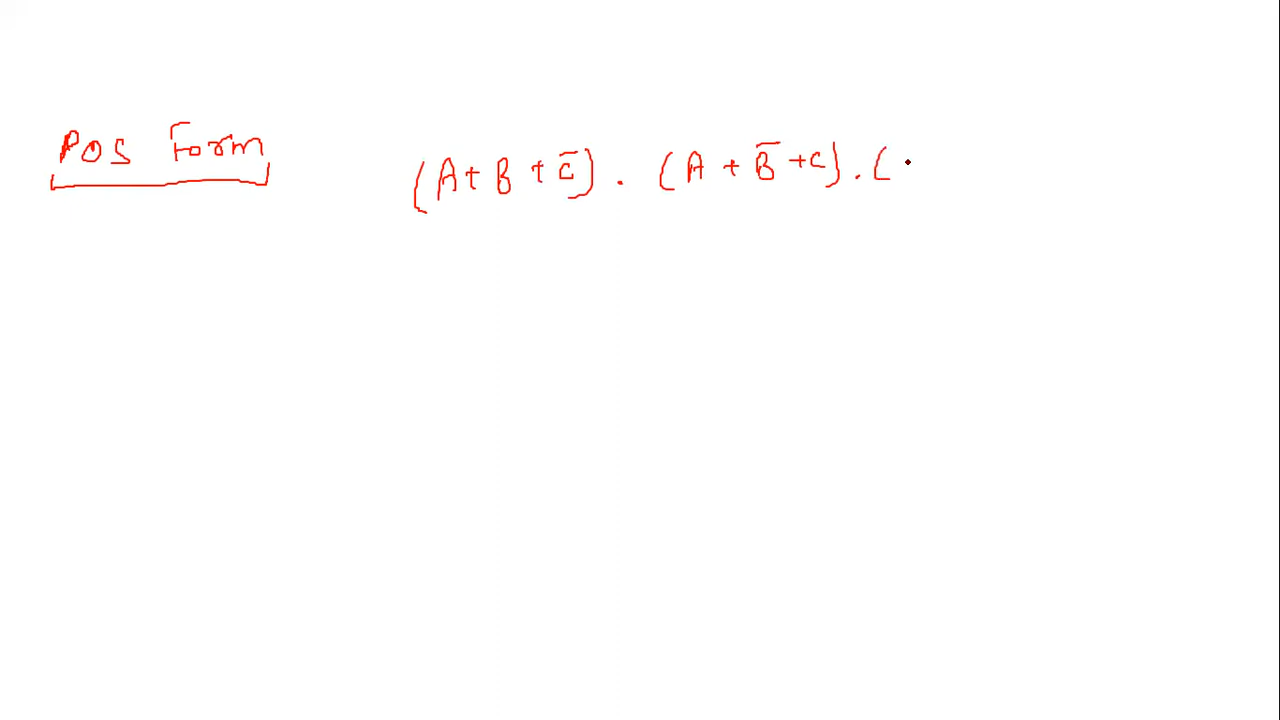 POS Form
(A + B + C̅) . (A + B̅ + C) . (